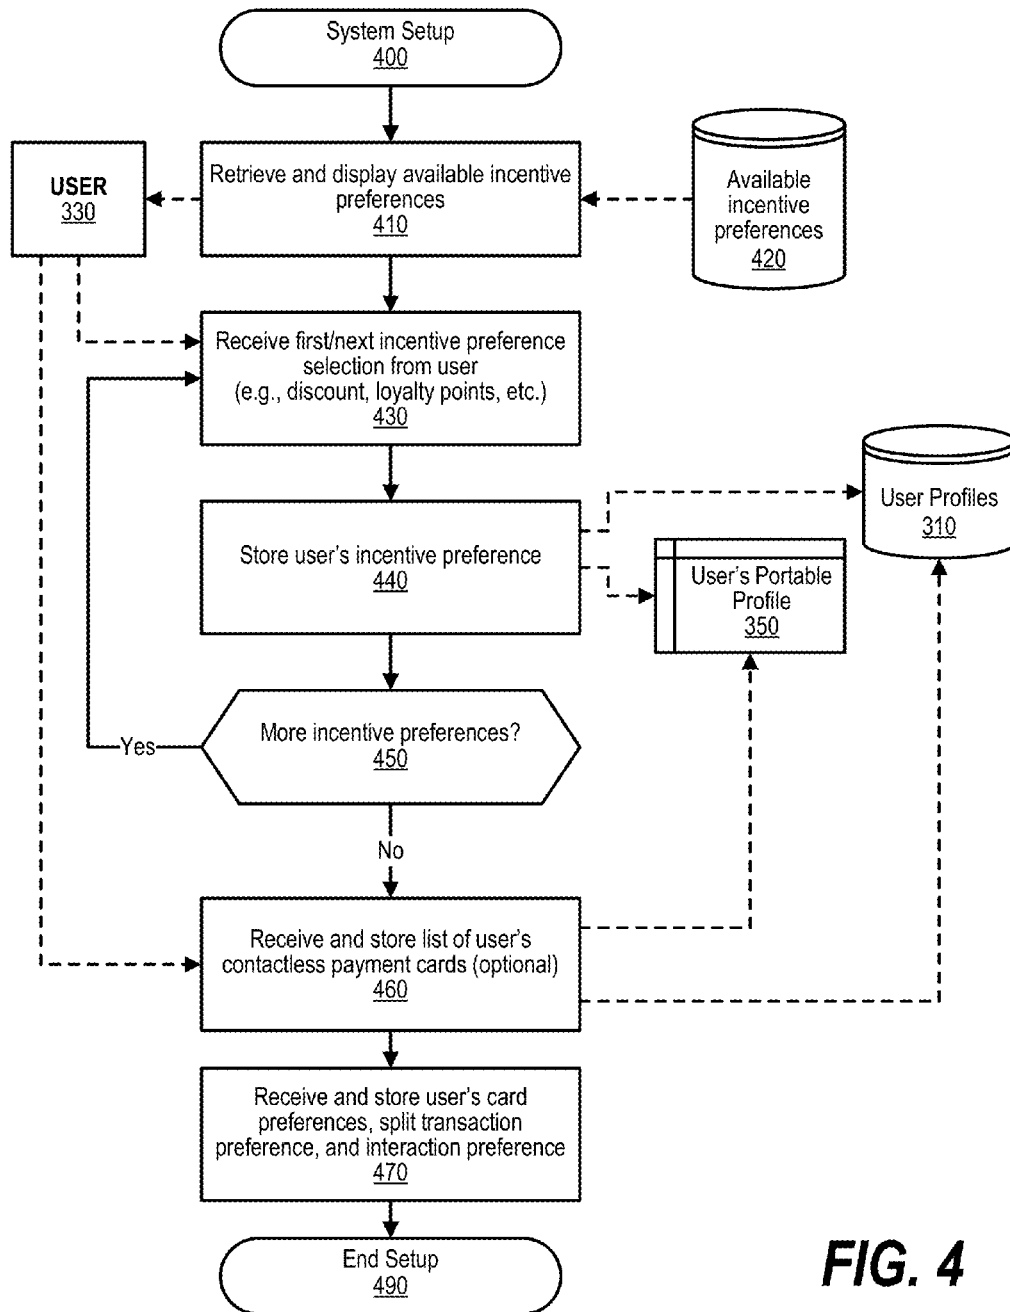 System Setup
400
USER
330
Retrieve and display available incentive
preferences
410
Available
incentive
preferences
420
Receive first/next incentive preference
selection from user
(e.g., discount, loyalty points, etc.)
430
User Profiles
310
Store user's incentive preference
440
User's Portable
Profile
350
More incentive preferences?
450
Yes
No
Receive and store list of user's
contactless payment cards (optional)
460
Receive and store user's card
preferences, split transaction
preference, and interaction preference
470
End Setup
490
FIG. 4